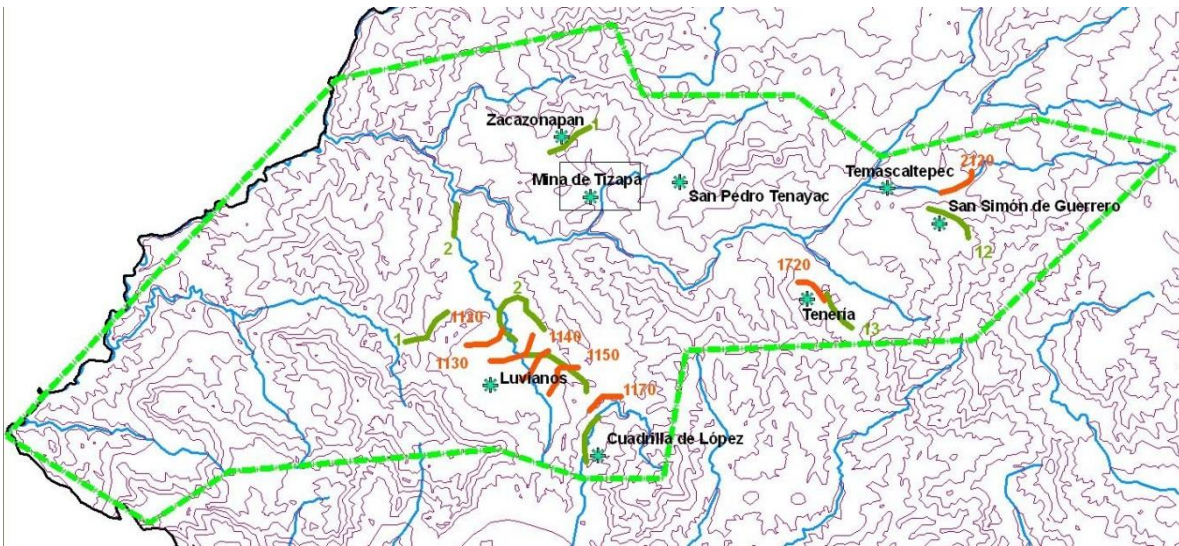 Zacazonapan
1
Mina de Tizapa
San Pedro Tenayac
Temascaltepec
2120
San Simón de Guerrero
12
2
1720
Tenería
13
2
1
1130
1140
1150
Luvianos
1170
Cuadrilla de López